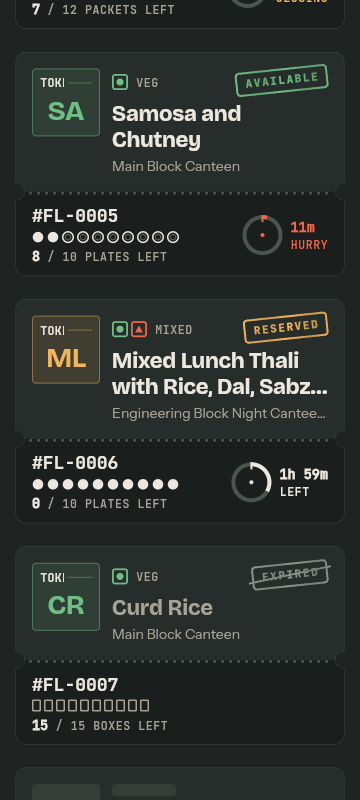 7 / 12 PACKETS LEFT
TOKE
SA
VEG
AVAILABLE
Samosa and
Chutney
Main Block Canteen
#FL-0005
8 / 10 PLATES LEFT
11m
HURRY
TOKE
ML
MIXED
RESERVED
Mixed Lunch Thali
with Rice, Dal, Sabz...
Engineering Block Night Cantee...
#FL-0006
0 / 10 PLATES LEFT
1h 59m
LEFT
TOKE
CR
VEG
EXPIRED
Curd Rice
Main Block Canteen
#FL-0007
15 / 15 BOXES LEFT